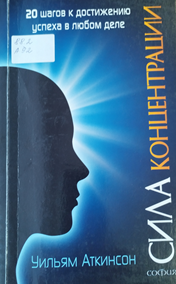 20 шагов к достижению
успеха в любом деле
СИЛА КОНЦЕНТРАЦИИ
Уильям Аткинсон
СОФИЯ